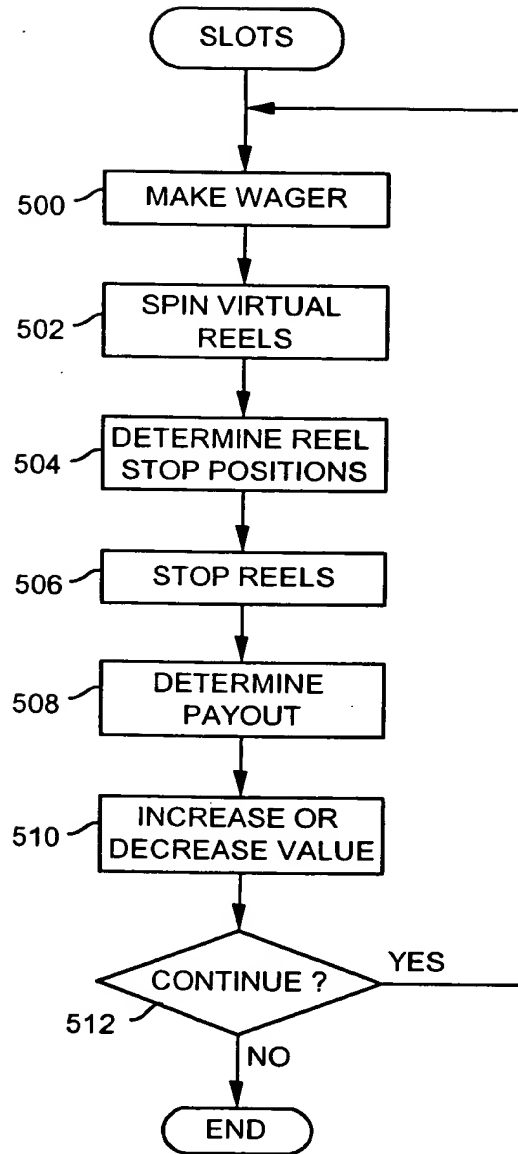 SLOTS
500
MAKE WAGER
502
SPIN VIRTUAL
REELS
504
DETERMINE REEL
STOP POSITIONS
506
STOP REELS
508
DETERMINE
PAYOUT
510
INCREASE OR
DECREASE VALUE
CONTINUE ?
YES
512
NO
END